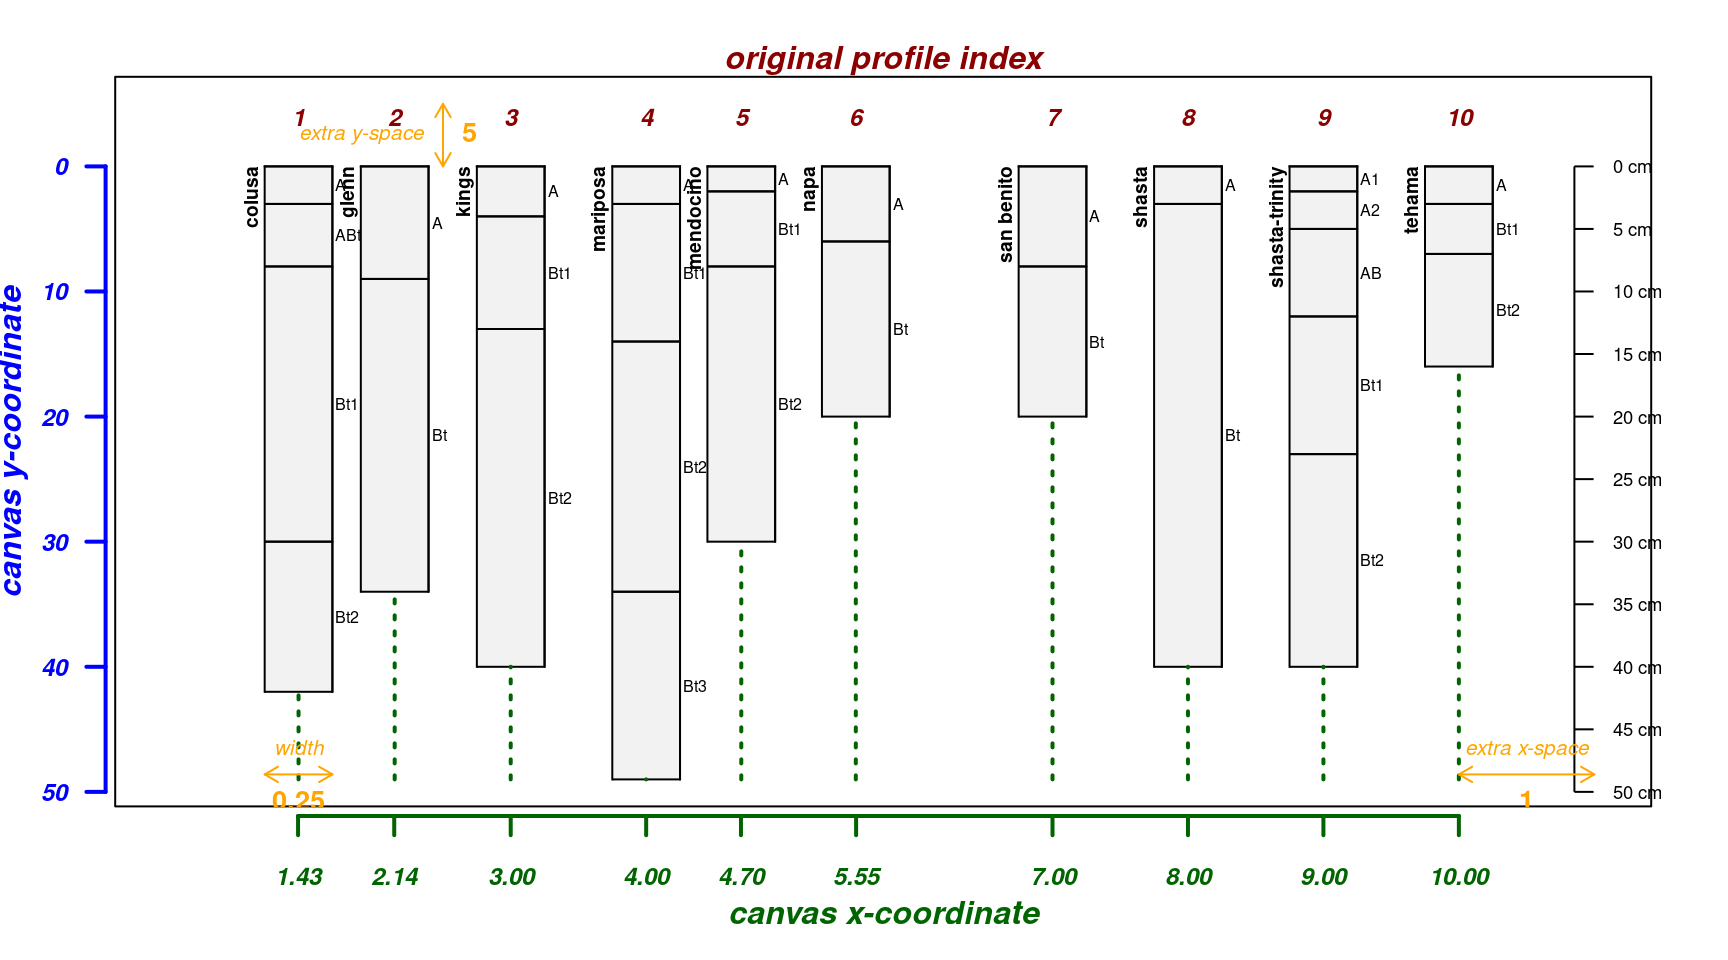 original profile index
1 2 3 4 5 6 7 8 9 10
extra y-space 5
canvas y-coordinate
0
10
20
30
40
50
colusa
A
ABt
Bt1
Bt2
glenn
A
Bt
kings
A
Bt1
Bt2
mariposa
A
Bt1
Bt2
Bt3
mendocino
A
Bt1
Bt2
napa
A
Bt
san benito
A
Bt
shasta
A
Bt
shasta-trinity
A1
A2
AB
Bt1
Bt2
tehama
A
Bt1
Bt2
0 cm
5 cm
10 cm
15 cm
20 cm
25 cm
30 cm
35 cm
40 cm
45 cm
50 cm
width
0.25
extra x-space
1
1.43 2.14 3.00 4.00 4.70 5.55 7.00 8.00 9.00 10.00
canvas x-coordinate